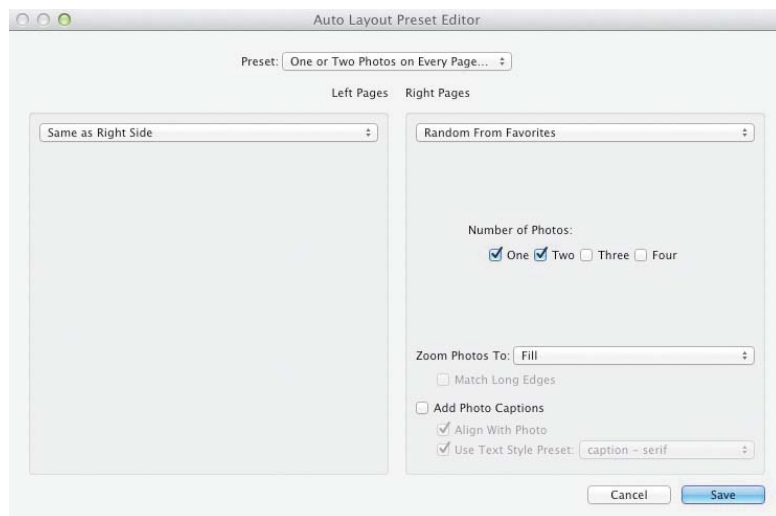 Auto Layout Preset Editor
Preset: One or Two Photos on Every Page...
Left Pages Right Pages
Same as Right Side
Random From Favorites
Number of Photos:
One Two Three Four
Zoom Photos To: Fill
Match Long Edges
Add Photo Captions
Align With Photo
Use Text Style Preset: caption - serif
Cancel Save